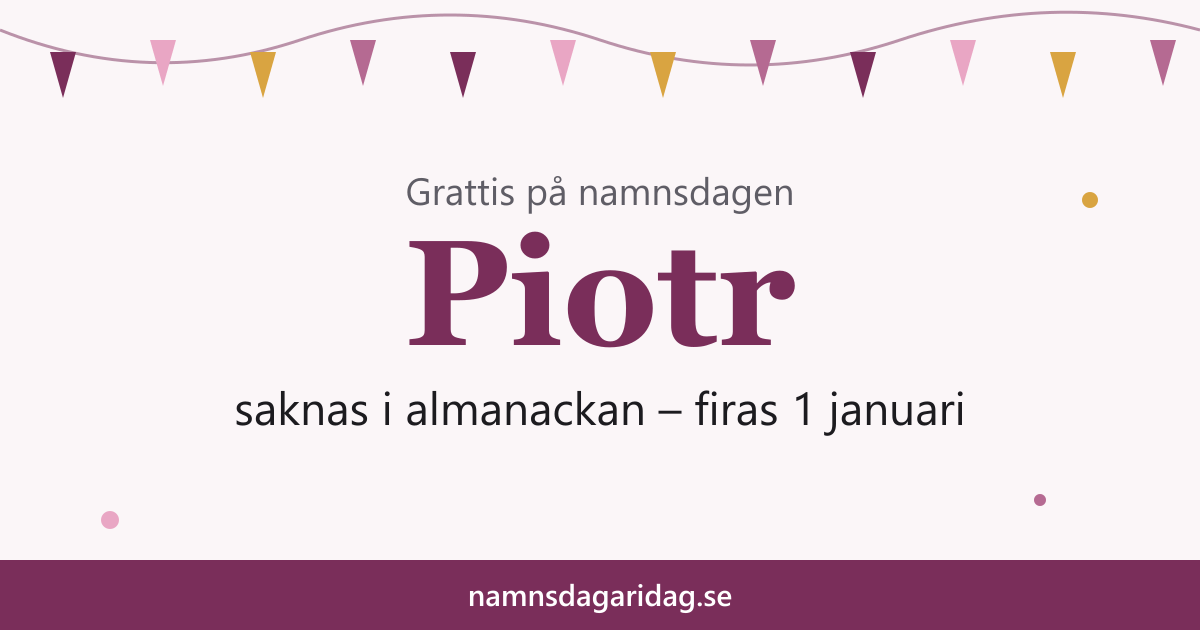 Grattis på namnsdagen
Piotr
saknas i almanackan – firas 1 januari
namnsdagaridag.se